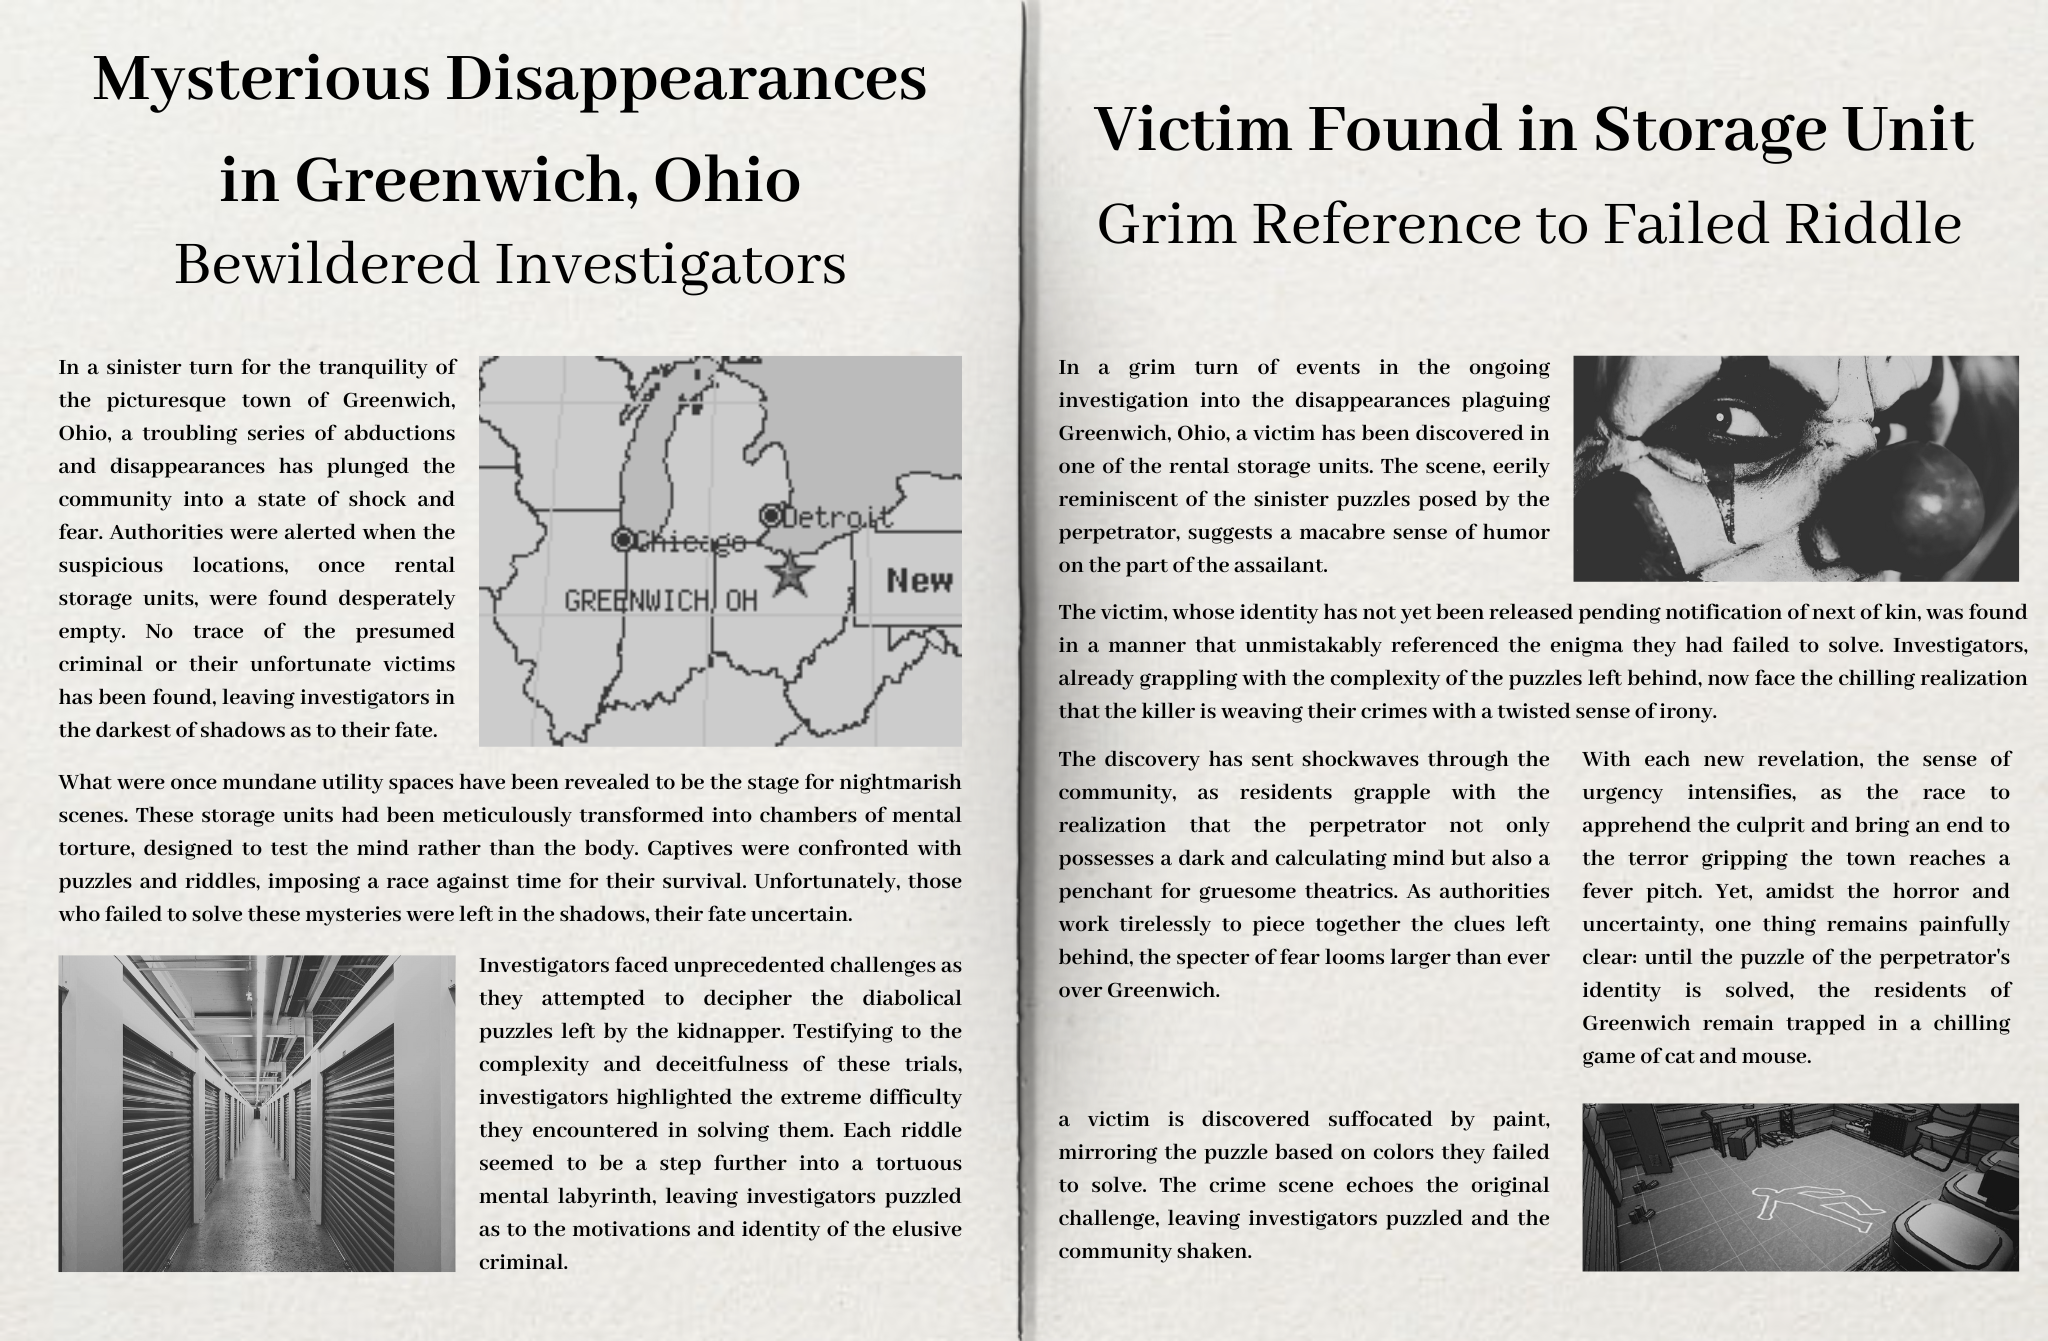 Mysterious Disappearances
in Greenwich, Ohio
Bewildered Investigators
In a sinister turn for the tranquility of
the picturesque town of Greenwich,
Ohio, a troubling series of abductions
and disappearances has plunged the
community into a state of shock and
fear. Authorities were alerted when the
suspicious locations, once rental
storage units, were found desperately
empty. No trace of the presumed
criminal or their unfortunate victims
has been found, leaving investigators in
the darkest of shadows as to their fate.
Detroit
Chicago
New
GREENWICH, OH
What were once mundane utility spaces have been revealed to be the stage for nightmarish
scenes. These storage units had been meticulously transformed into chambers of mental
torture, designed to test the mind rather than the body. Captives were confronted with
puzzles and riddles, imposing a race against time for their survival. Unfortunately, those
who failed to solve these mysteries were left in the shadows, their fate uncertain.
Investigators faced unprecedented challenges as
they attempted to decipher the diabolical
puzzles left by the kidnapper. Testifying to the
complexity and deceitfulness of these trials,
investigators highlighted the extreme difficulty
they encountered in solving them. Each riddle
seemed to be a step further into a tortuous
mental labyrinth, leaving investigators puzzled
as to the motivations and identity of the elusive
criminal.
Victim Found in Storage Unit
Grim Reference to Failed Riddle
In a grim turn of events in the ongoing
investigation into the disappearances plaguing
Greenwich, Ohio, a victim has been discovered in
one of the rental storage units. The scene, eerily
reminiscent of the sinister puzzles posed by the
perpetrator, suggests a macabre sense of humor
on the part of the assailant.
The victim, whose identity has not yet been released pending notification of next of kin, was found
in a manner that unmistakably referenced the enigma they had failed to solve. Investigators,
already grappling with the complexity of the puzzles left behind, now face the chilling realization
that the killer is weaving their crimes with a twisted sense of irony.
The discovery has sent shockwaves through the
community, as residents grapple with the
realization that the perpetrator not only
possesses a dark and calculating mind but also a
penchant for gruesome theatrics. As authorities
work tirelessly to piece together the clues left
behind, the specter of fear looms larger than ever
over Greenwich.
With each new revelation, the sense of
urgency intensifies, as the race to
apprehend the culprit and bring an end to
the terror gripping the town reaches a
fever pitch. Yet, amidst the horror and
uncertainty, one thing remains painfully
clear: until the puzzle of the perpetrator's
identity is solved, the residents of
Greenwich remain trapped in a chilling
game of cat and mouse.
a victim is discovered suffocated by paint,
mirroring the puzzle based on colors they failed
to solve. The crime scene echoes the original
challenge, leaving investigators puzzled and the
community shaken.